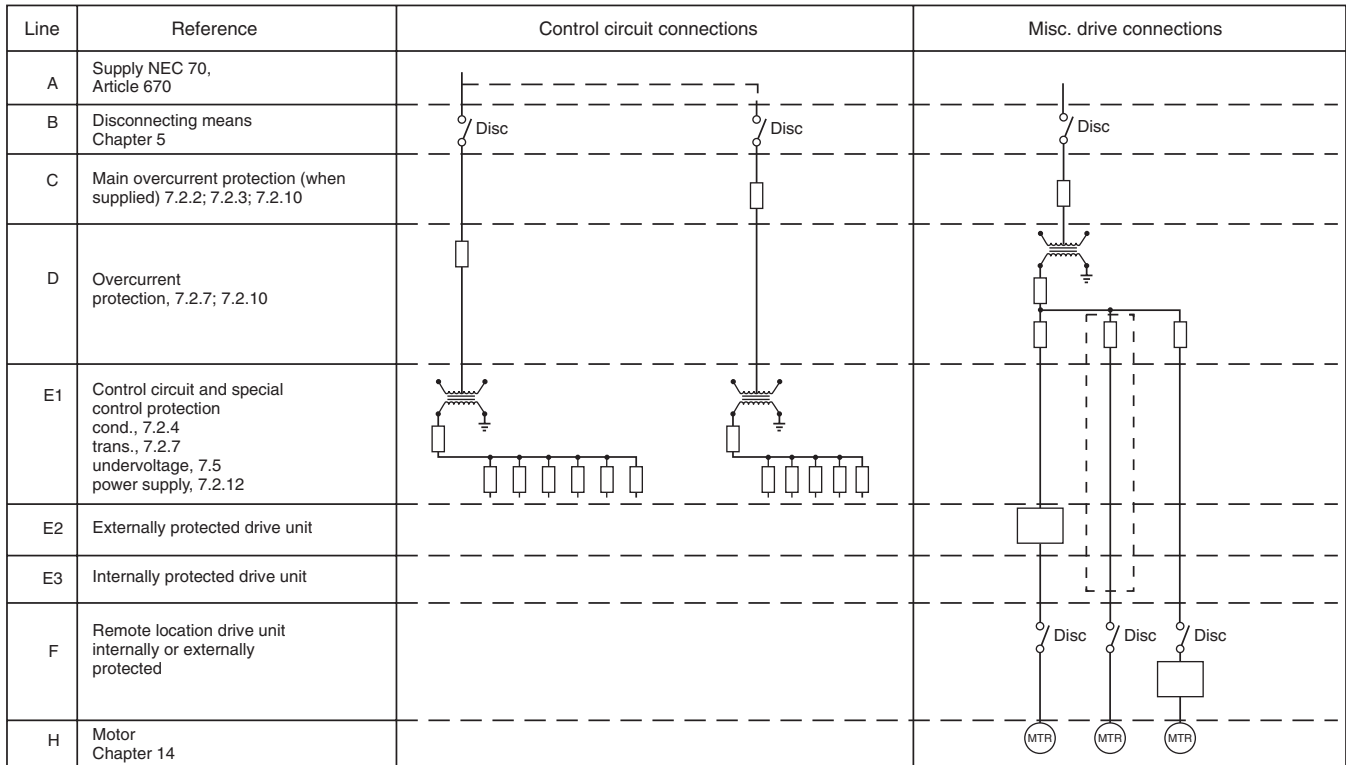 Line Reference Control circuit connections Misc. drive connections
A Supply NEC 70,
Article 670
B Disconnecting means
Chapter 5
Disc Disc Disc
C Main overcurrent protection (when
supplied) 7.2.2; 7.2.3; 7.2.10
D Overcurrent
protection, 7.2.7; 7.2.10
E1 Control circuit and special
control protection
cond., 7.2.4
trans., 7.2.7
undervoltage, 7.5
power supply, 7.2.12
E2 Externally protected drive unit
E3 Internally protected drive unit
F Remote location drive unit
internally or externally
protected
Disc Disc Disc
H Motor
Chapter 14
MTR MTR MTR